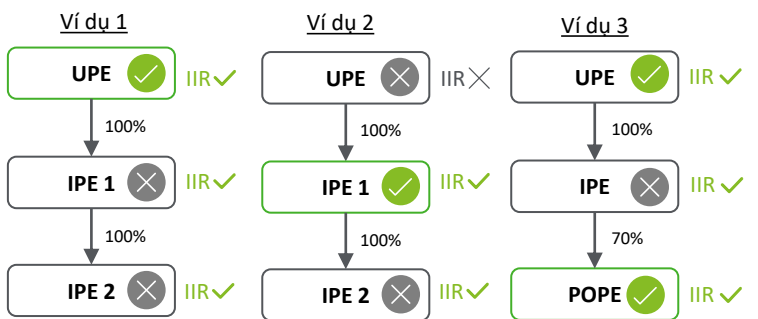 Ví dụ 1
UPE
IIR
100%
IPE 1
IIR
100%
IPE 2
IIR
Ví dụ 2
UPE
IIR
100%
IPE 1
IIR
100%
IPE 2
IIR
Ví dụ 3
UPE
IIR
100%
IPE
IIR
70%
POPE
IIR